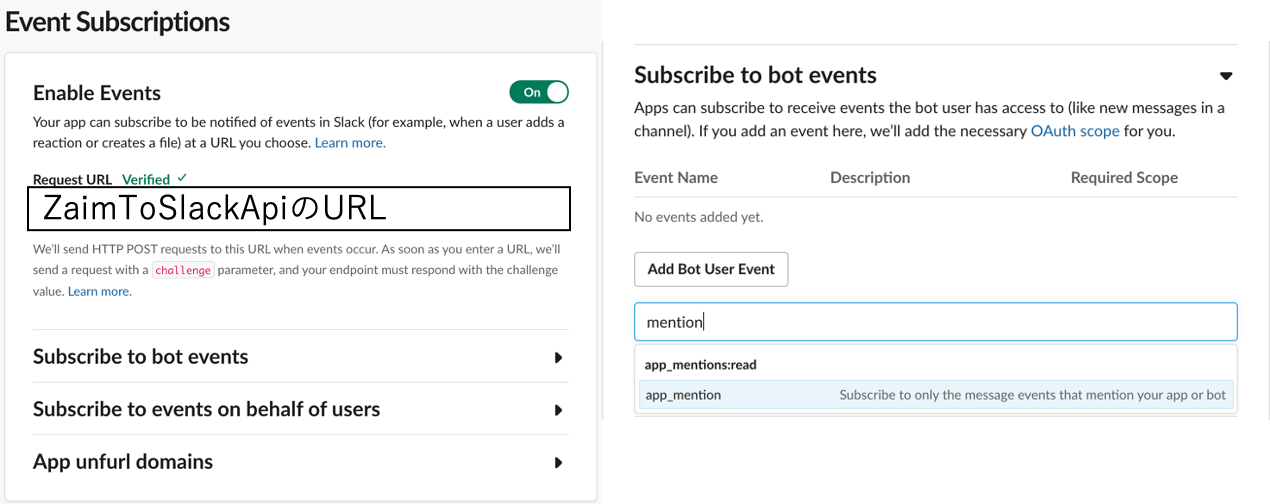 Event Subscriptions
Enable Events
On
Your app can subscribe to be notified of events in Slack (for example, when a user adds a
reaction or creates a file) at a URL you choose. Learn more.
Request URL Verified ✓
ZaimToSlackApiのURL
We'll send HTTP POST requests to this URL when events occur. As soon as you enter a URL, we'll
send a request with a challenge parameter, and your endpoint must respond with the challenge
value. Learn more.
Subscribe to bot events
Subscribe to events on behalf of users
App unfurl domains
Subscribe to bot events
Apps can subscribe to receive events the bot user has access to (like new messages in a
channel). If you add an event here, we'll add the necessary OAuth scope for you.
Event Name Description Required Scope
No events added yet.
Add Bot User Event
mention
app_mentions:read
app_mention Subscribe to only the message events that mention your app or bot